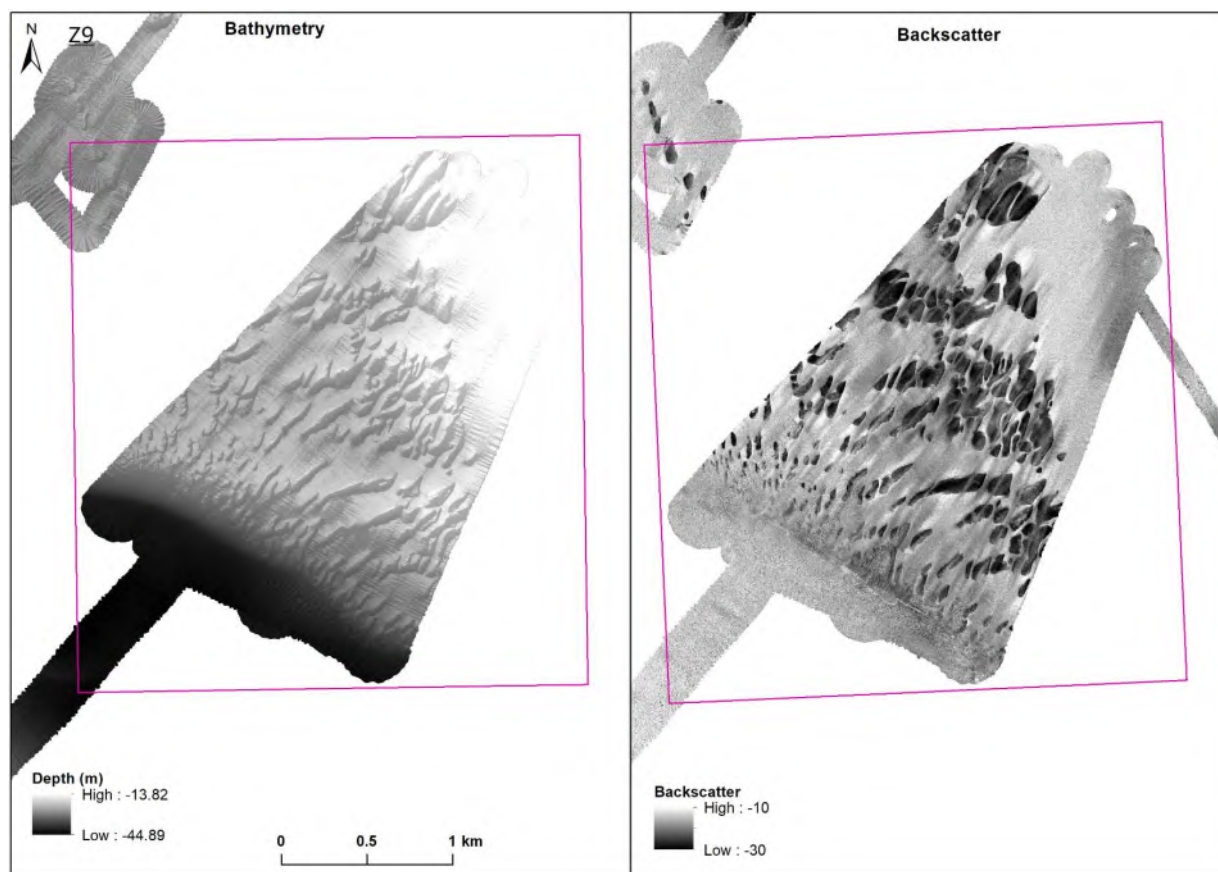 N
Z9
Bathymetry
Backscatter
Depth (m)
High : -13.82
Low : -44.89
0 0.5 1 km
Backscatter
High : -10
Low : -30